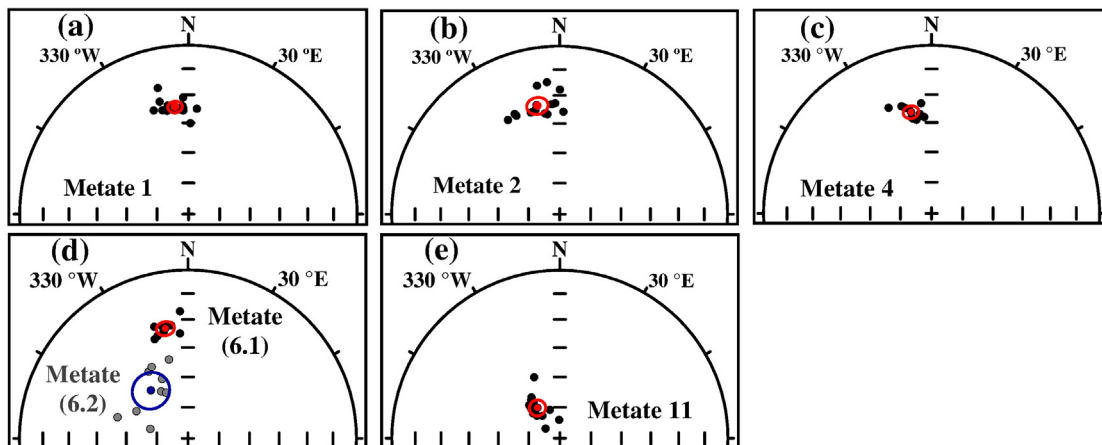 (a)
N
330 ºW
30 ºE
Metate 1
(b)
N
330 ºW
30 ºE
Metate 2
(c)
N
330 °W
30 °E
Metate 4
(d)
N
330 °W
30 °E
Metate
(6.1)
Metate
(6.2)
(e)
N
330 °W
30 °E
Metate 11